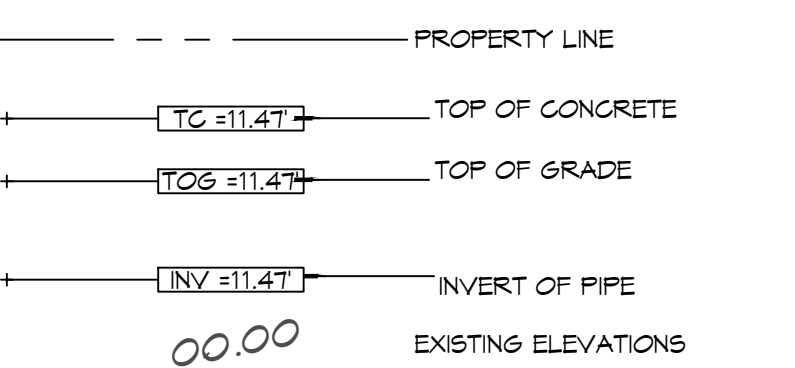 PROPERTY LINE
TC =11.47' TOP OF CONCRETE
TOG =11.47' TOP OF GRADE
INV =11.47' INVERT OF PIPE
00.00 EXISTING ELEVATIONS